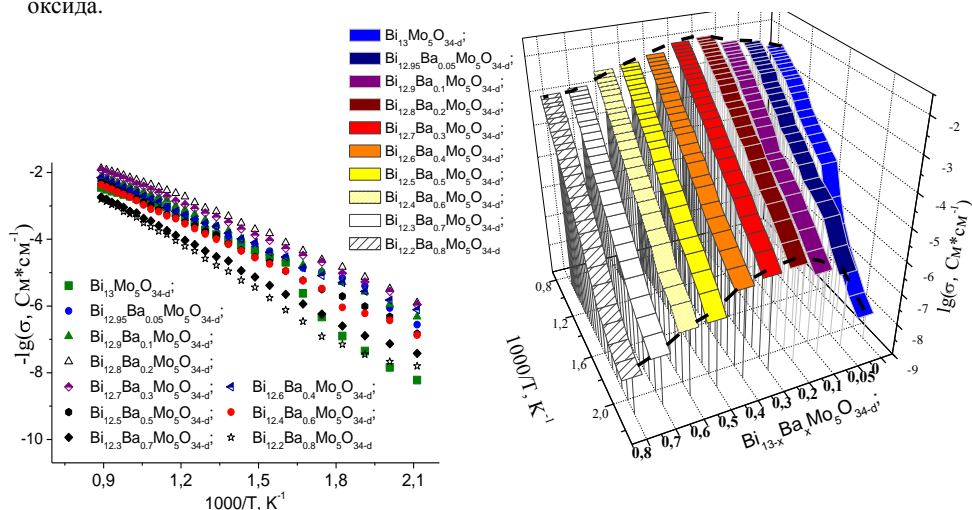 оксида.
Bi13Mo5O34-d;
Bi12.95Ba0.05Mo5O34-d;
Bi12.9Ba0.1Mo5O34-d;
Bi12.8Ba0.2Mo5O34-d;
Bi12.7Ba0.3Mo5O34-d;
Bi12.6Ba0.4Mo5O34-d;
Bi12.5Ba0.5Mo5O34-d;
Bi12.4Ba0.6Mo5O34-d;
Bi12.3Ba0.7Mo5O34-d;
Bi12.2Ba0.8Mo5O34-d
-2
-4
-6
-8
-10
-lg(σ, См*см-1)
Bi13Mo5O34-d;
Bi12.95Ba0.05Mo5O34-d;
Bi12.9Ba0.1Mo5O34-d;
Bi12.8Ba0.2Mo5O34-d;
Bi12.7Ba0.3Mo5O34-d; Bi12.6Ba0.4Mo5O34-d;
Bi12.5Ba0.5Mo5O34-d; Bi12.4Ba0.6Mo5O34-d;
Bi12.3Ba0.7Mo5O34-d; Bi12.2Ba0.8Mo5O34-d
0,9 1,2 1,5 1,8 2,1
1000/T, K-1
0,8
1,2
1,6
2,0
1000/T, K-1
0,8 0,7 0,6 0,5 0,4 0,3 0,2 0,1 0,05 0
Bi13-xBaxMo5O34-d;
-2
-3
-4
-5
-6
-7
-8
-9
lg(σ, См*см-1)